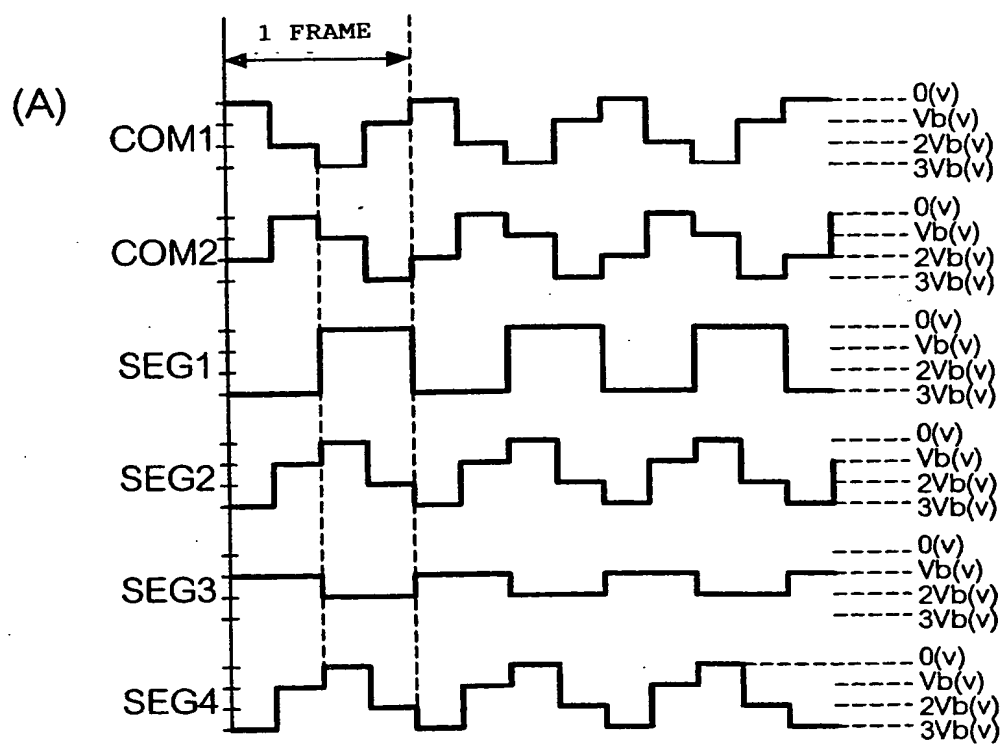 1 FRAME
(A)
COM1
0(v)
Vb(v)
2Vb(v)
3Vb(v)
COM2
0(v)
Vb(v)
2Vb(v)
3Vb(v)
SEG1
0(v)
Vb(v)
2Vb(v)
3Vb(v)
SEG2
0(v)
Vb(v)
2Vb(v)
3Vb(v)
SEG3
0(v)
Vb(v)
2Vb(v)
3Vb(v)
SEG4
0(v)
Vb(v)
2Vb(v)
3Vb(v)